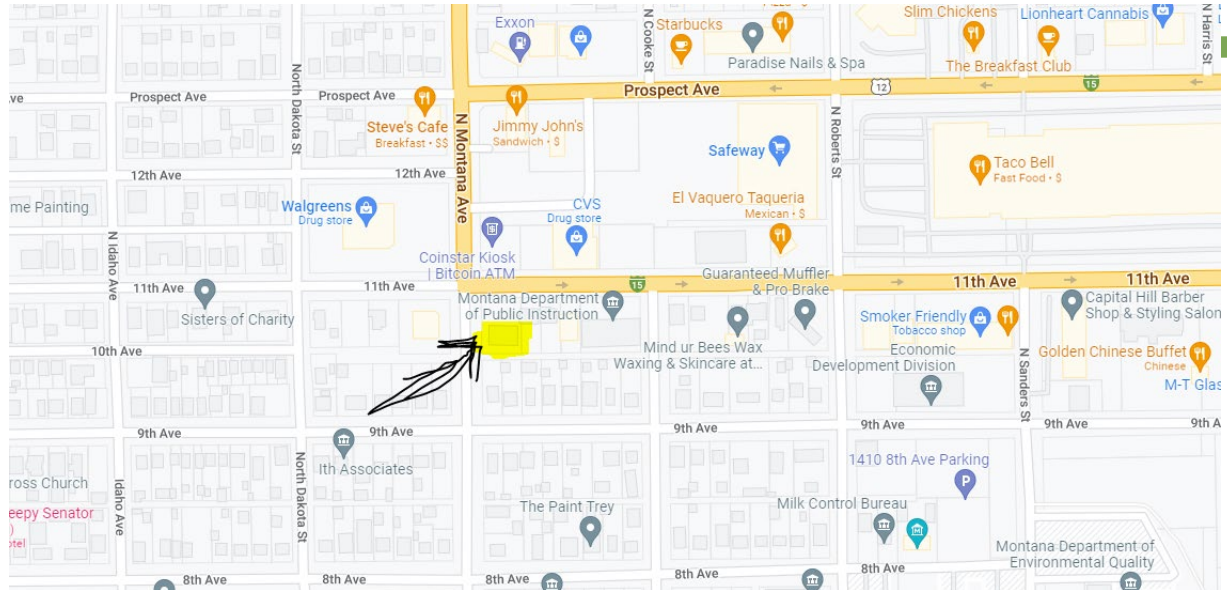 Exxon
Starbucks
Paradise Nails & Spa
Slim Chickens
Lionheart Cannabis
The Breakfast Club
N Cooke St
N Harris St
North Dakota St
Prospect Ave
Prospect Ave
Prospect Ave
12
15
Steve's Cafe
Breakfast • $$
Jimmy John's
Sandwich • $
N Montana Ave
N Roberts St
Safeway
Taco Bell
Fast Food • $
12th Ave
12th Ave
me Painting
Walgreens
Drug store
CVS
Drug store
El Vaquero Taqueria
Mexican • $
Coinstar Kiosk
| Bitcoin ATM
N Idaho Ave
11th Ave
11th Ave
15
11th Ave
11th Ave
Sisters of Charity
Montana Department
of Public Instruction
Guaranteed Muffler
& Pro Brake
Capital Hill Barber
Shop & Styling Salon
Smoker Friendly
Tobacco shop
10th Ave
Mind ur Bees Wax
Waxing & Skincare at...
Economic
Development Division
Golden Chinese Buffet
Chinese
N Sanders St
M-T Glas
9th Ave
9th Ave
9th Ave
9th Ave
9th Ave
9th A
Ith Associates
1410 8th Ave Parking
P
ross Church
North Dakota St
Idaho Ave
eepy Senator
)
otel
The Paint Trey
Milk Control Bureau
Montana Department of
Environmental Quality
8th Ave
8th Ave
8th Ave
8th Ave